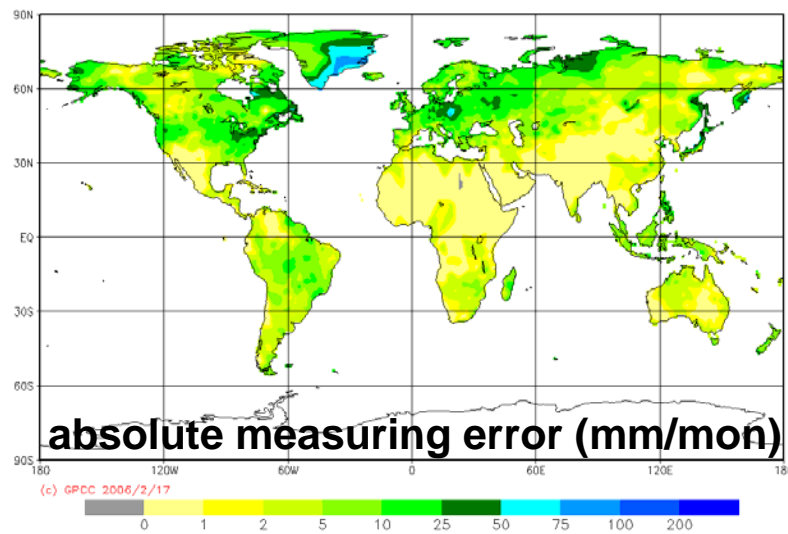 90N
60N
30N
EQ
30S
60S
absolute measuring error (mm/mon)
90S
180 120W 60W 0 60E 120E 18
(c) GPCC 2006/2/17
0 1 2 5 10 25 50 75 100 200